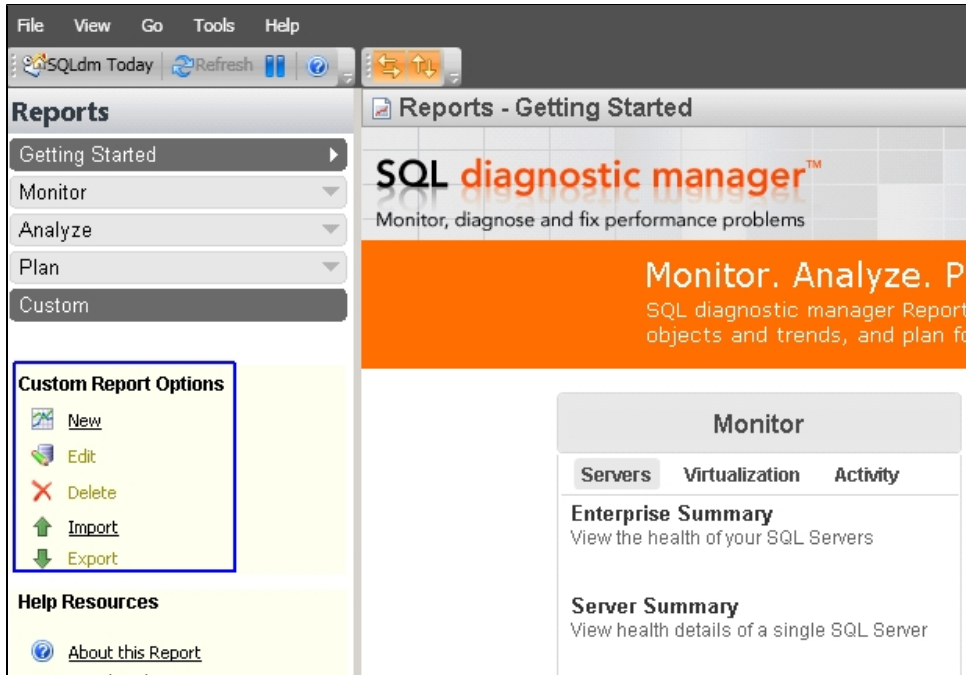 File View Go Tools Help
SQLdm Today Refresh
Reports
Getting Started
Monitor
Analyze
Plan
Custom
Custom Report Options
New
Edit
Delete
Import
Export
Help Resources
About this Report
Reports - Getting Started
SQL diagnostic manager™
Monitor, diagnose and fix performance problems
Monitor. Analyze. P
SQL diagnostic manager Report
objects and trends, and plan fo
Monitor
Servers Virtualization Activity
Enterprise Summary
View the health of your SQL Servers
Server Summary
View health details of a single SQL Server